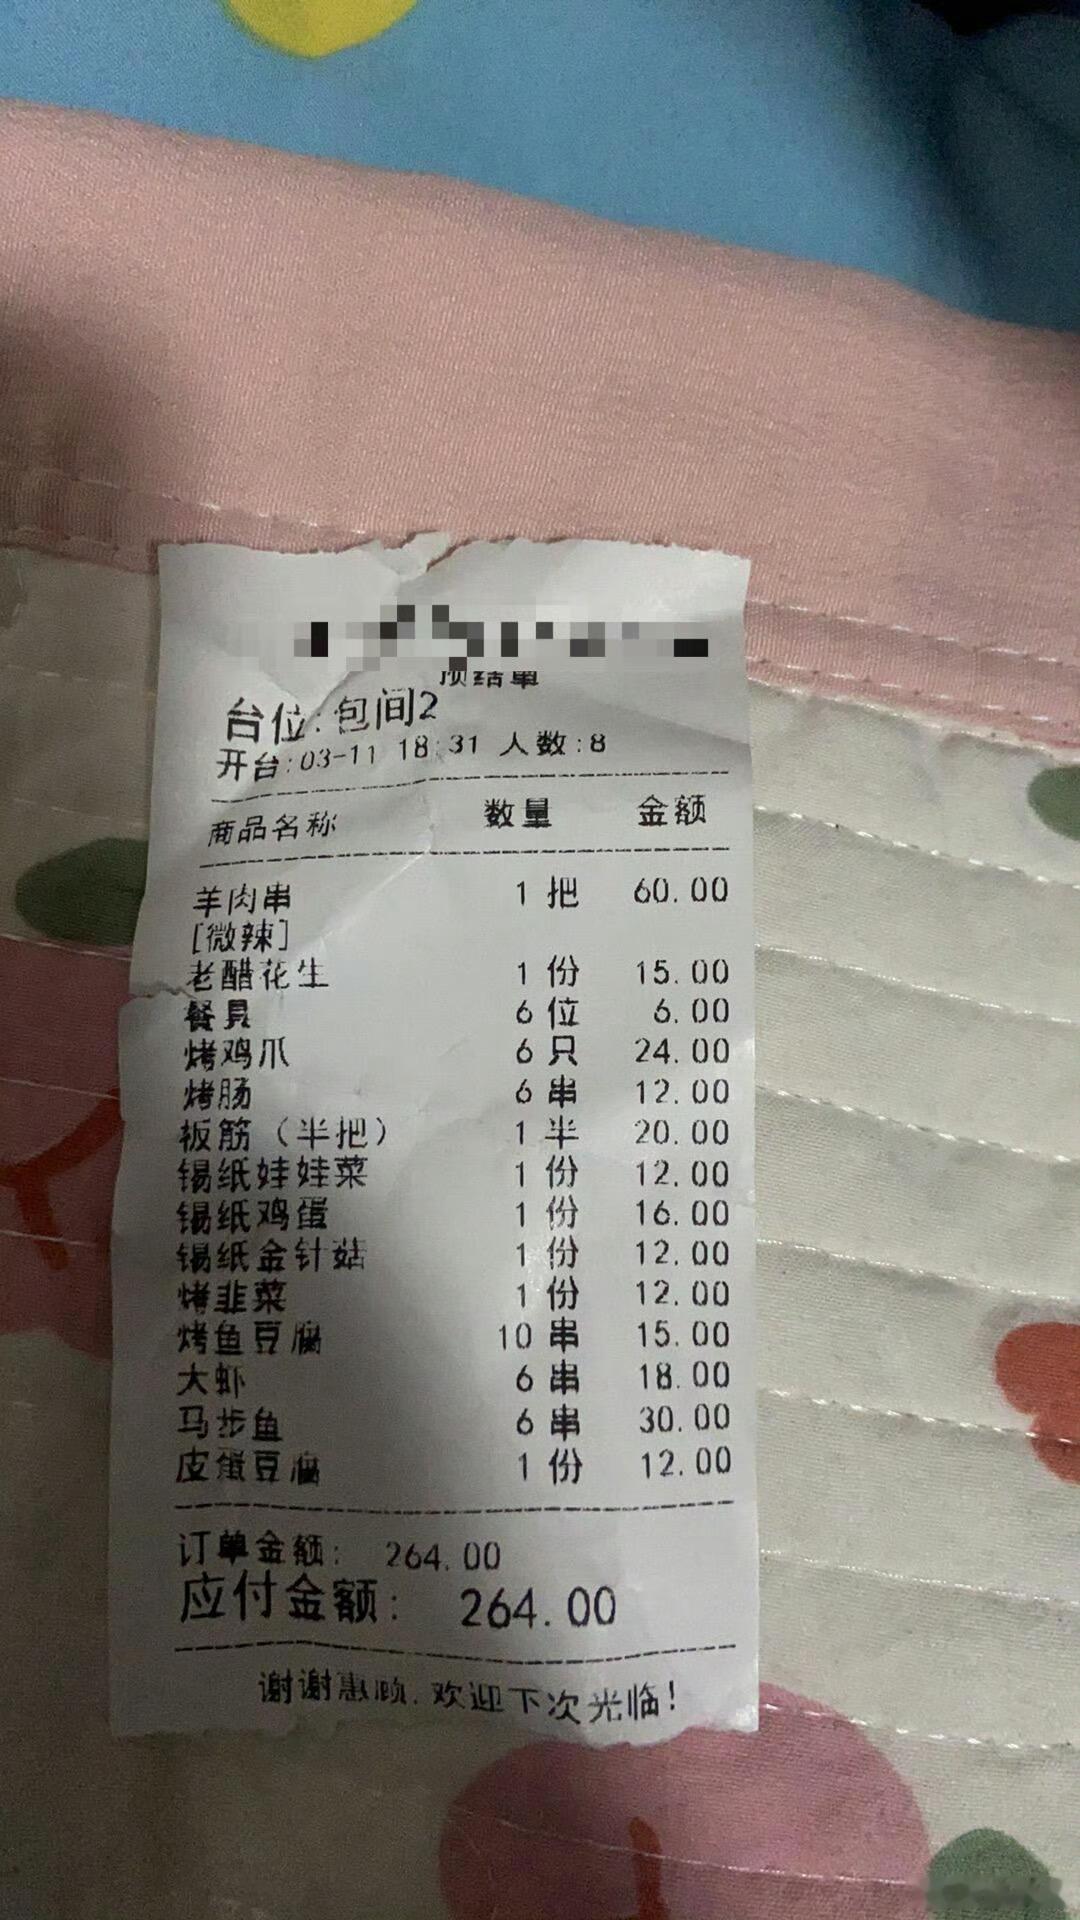 预结单
台位:包间2
开台:03-11 18:31 人数:8
商品名称 数量 金额
羊肉串 1 把 60.00
[微辣]
老醋花生 1 份 15.00
餐具 6 位 6.00
烤鸡爪 6 只 24.00
烤肠 6 串 12.00
板筋（半把） 1 半 20.00
锡纸娃娃菜 1 份 12.00
锡纸鸡蛋 1 份 16.00
锡纸金针菇 1 份 12.00
烤韭菜 1 份 12.00
烤鱼豆腐 10 串 15.00
大虾 6 串 18.00
马步鱼 6 串 30.00
皮蛋豆腐 1 份 12.00
订单金额: 264.00
应付金额: 264.00
谢谢惠顾,欢迎下次光临!